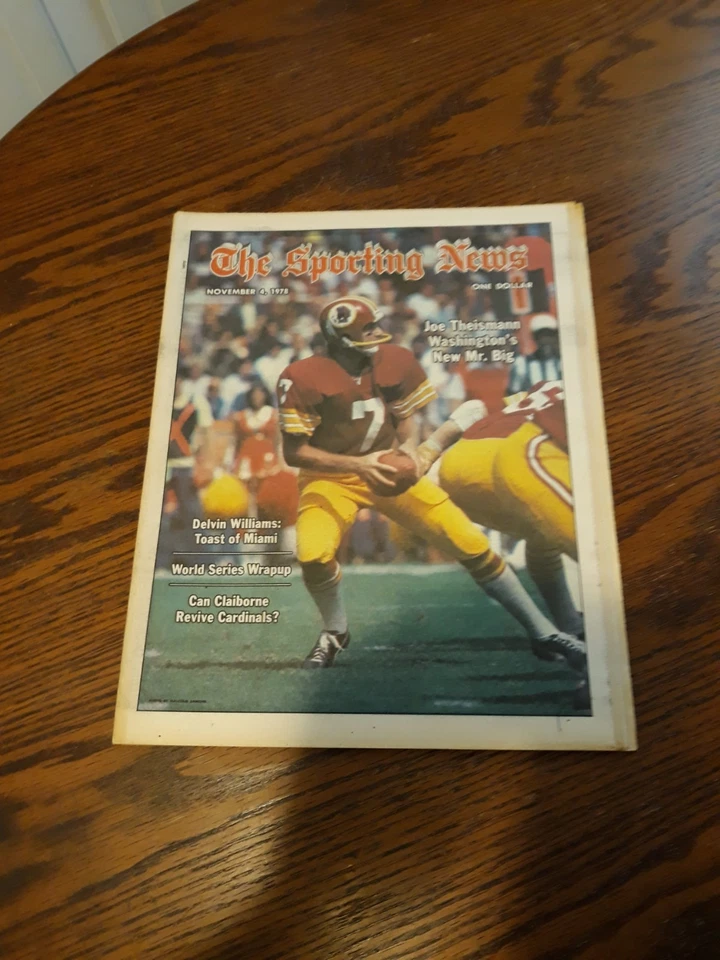 The Sporting News
NOVEMBER 4, 1978
ONE DOLLAR
Joe Theismann
Washington's
New Mr. Big
7
7
Delvin Williams:
Toast of Miami
World Series Wrapup
Can Claiborne
Revive Cardinals?